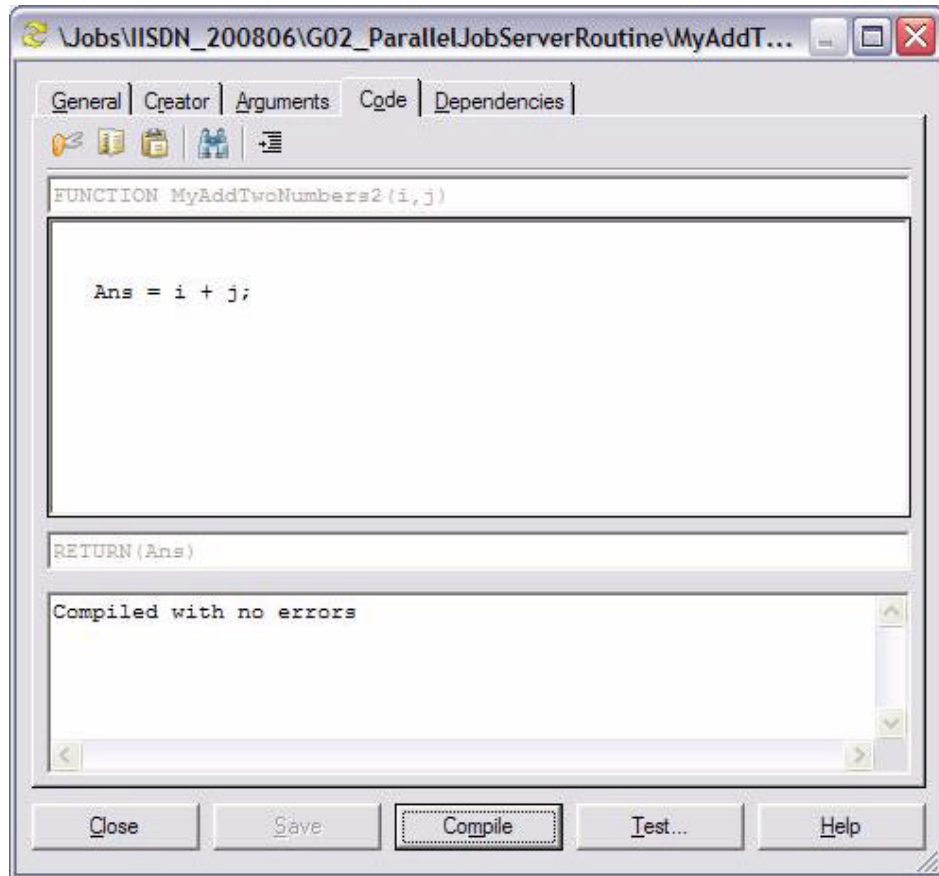 \Jobs\IISDN_200806\G02_ParallelJobServerRoutine\MyAddT...
General Creator Arguments Code Dependencies
FUNCTION MyAddTwoNumbers2(i,j)
Ans = i + j;
RETURN(Ans)
Compiled with no errors
Close Save Compile Test... Help